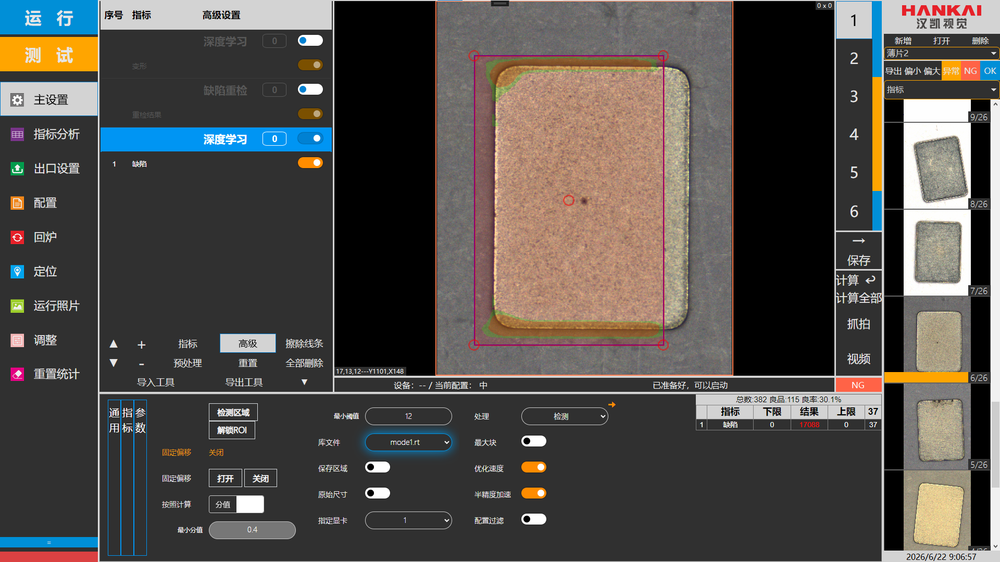 运 行
测 试
主设置
指标分析
出口设置
配置
回炉
定位
运行照片
调整
重置统计
=
序号 指标 高级设置
深度学习 0
变形
缺陷重检 0
重检结果
深度学习 0
1 缺陷
▲ + 指标 高级 擦除线条
▼ - 预处理 重置 全部删除
导入工具 导出工具 ▼
0 x 0
17,13,12---Y1101,X148
设备：-- / 当前配置： 中 已准备好，可以启动
1
2
3
4
5
6
→
保存
计算
计算全部
抓拍
视频
NG
HANKAI
汉凯视觉
新增 打开 删除
薄片2
导出 偏小 偏大 异常 NG OK
指标
9/26
8/26
7/26
6/26
5/26
4/26
2026/6/22 9:06:57
通用 指标 参数
检测区域
解锁ROI
固定偏移 关闭
固定偏移 打开 关闭
按照计算 分值
最小分值 0.4
最小阈值 12
库文件 mode1.rt
保存区域
原始尺寸
指定显卡 1
处理 检测
最大块
优化速度
半精度加速
配置过滤
总数:382 良品:115 良率:30.1%
指标 下限 结果 上限 37
1 缺陷 0 17088 0 37